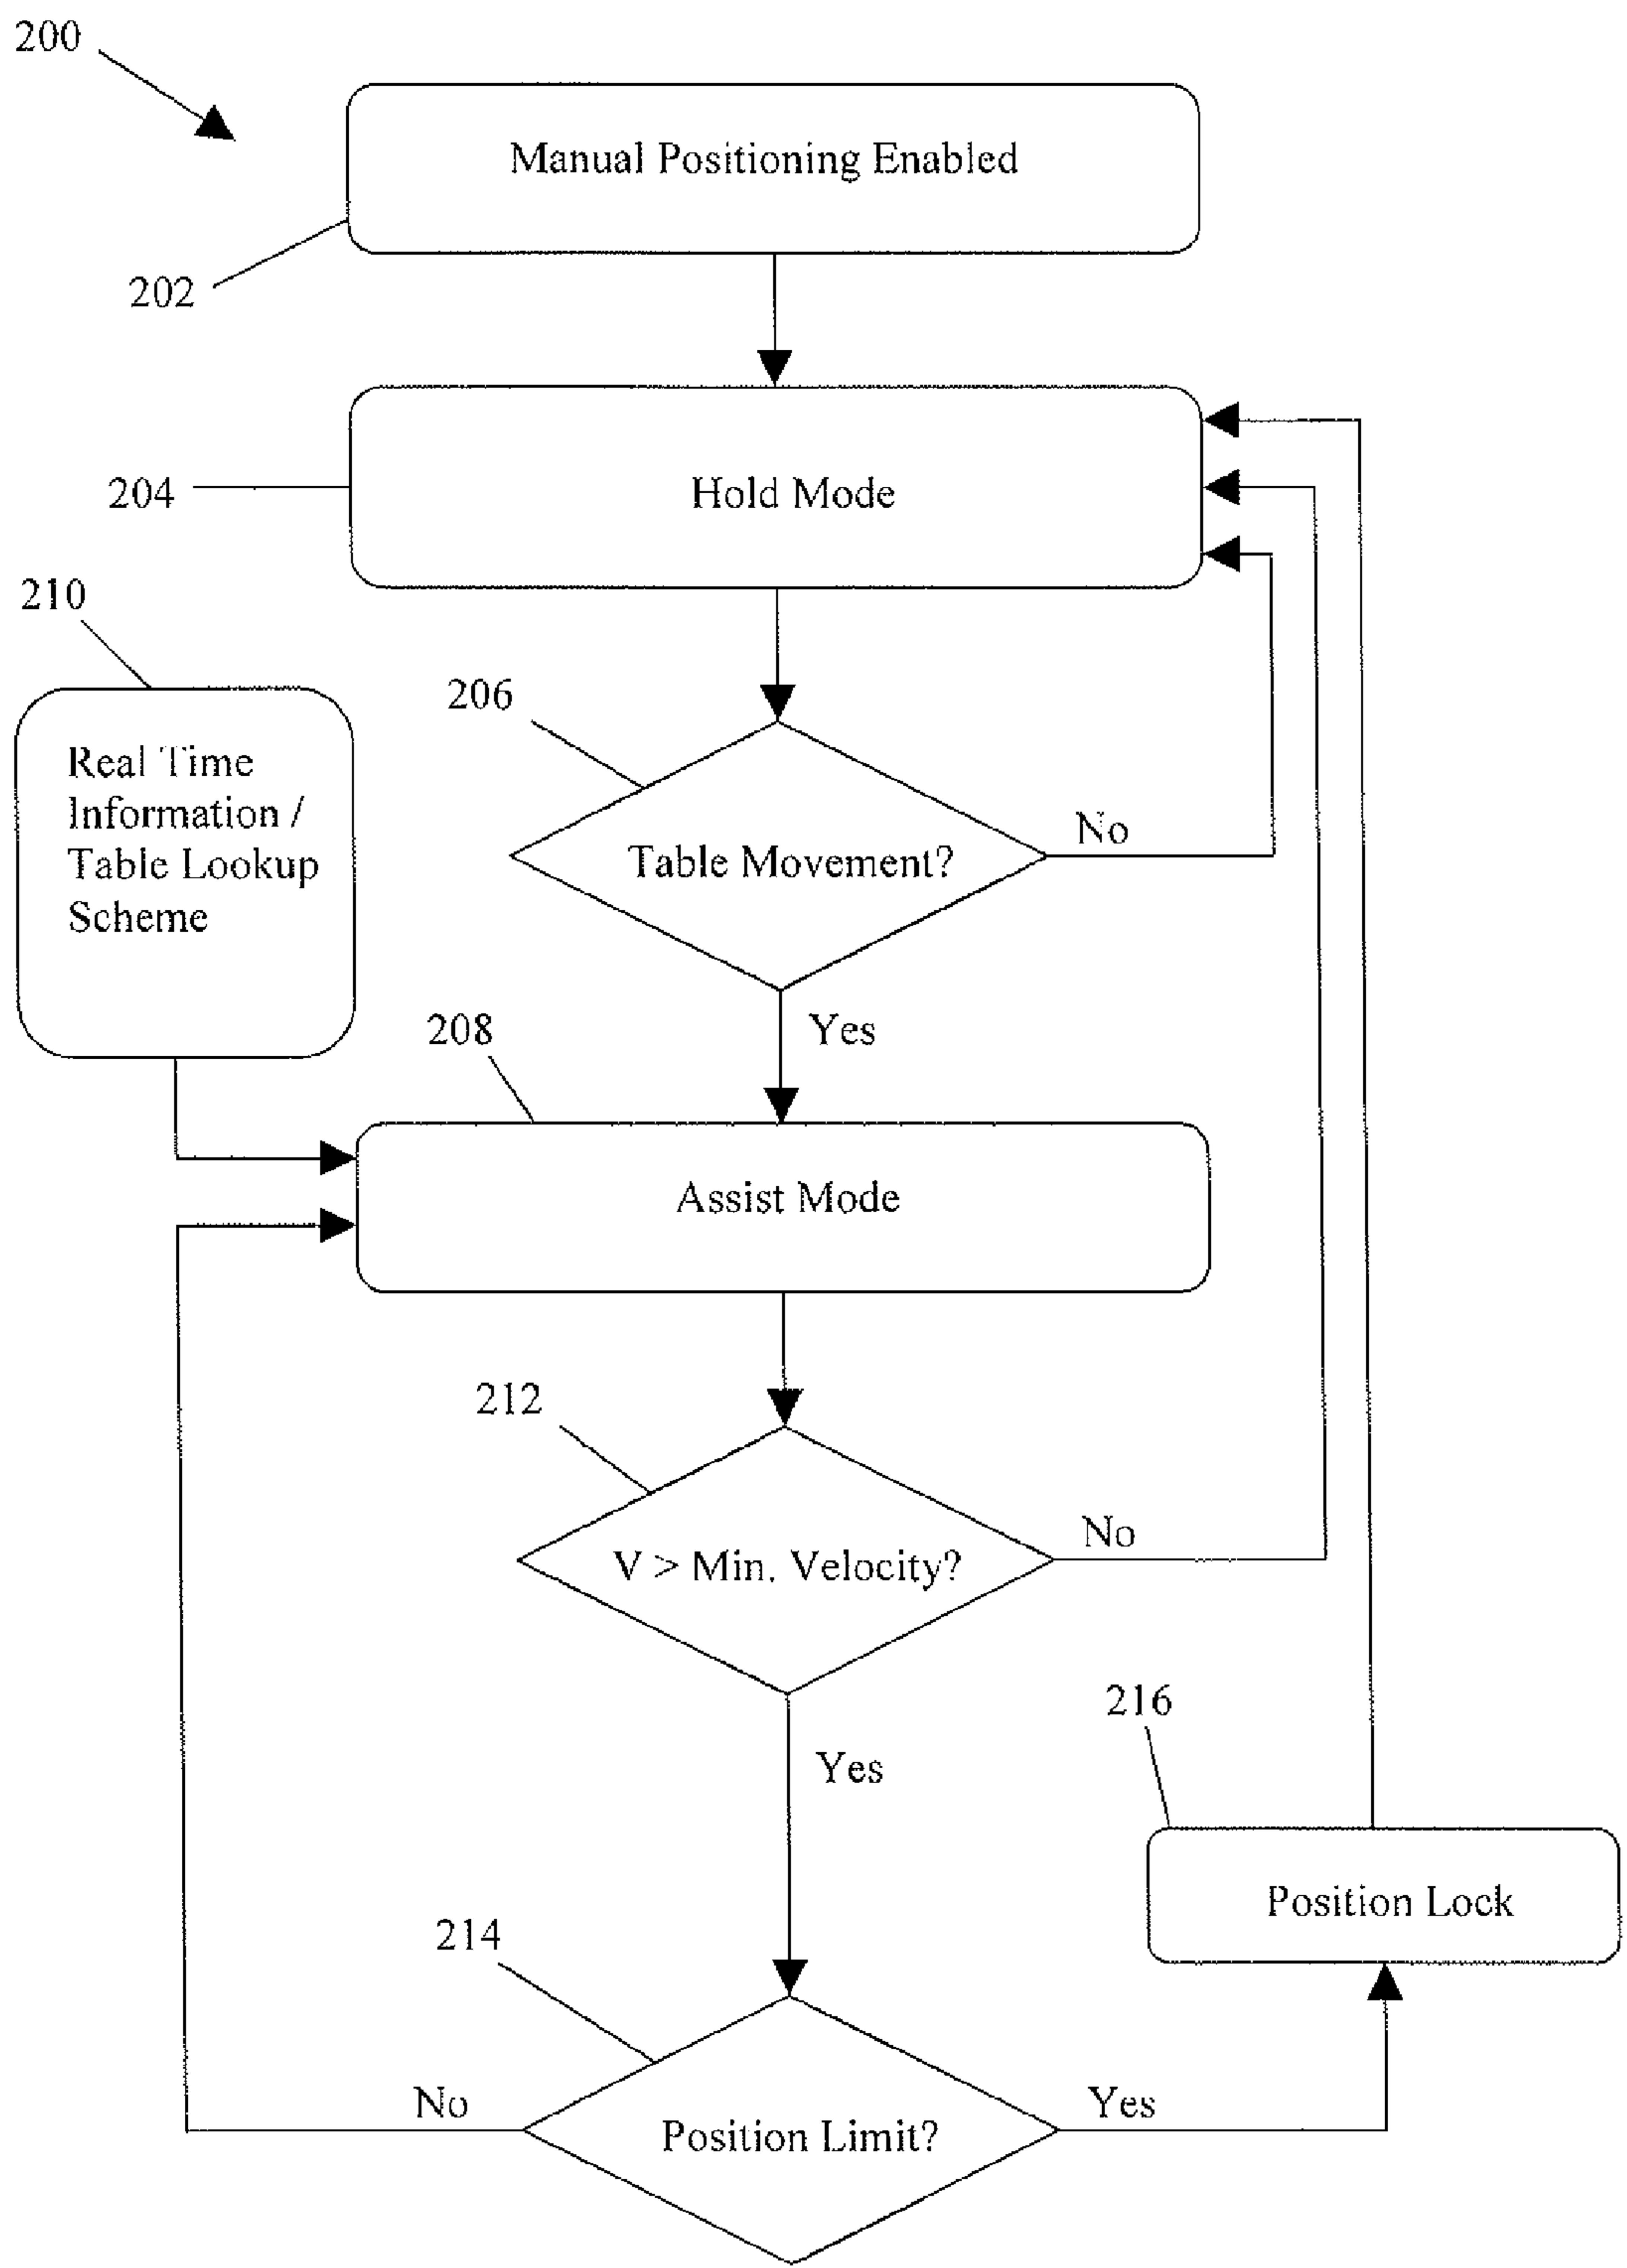 200
Manual Positioning Enabled
202
Hold Mode
204
210
206
Real Time
Information /
Table Lookup
Scheme
No
Table Movement?
208
Yes
Assist Mode
212
No
V > Min. Velocity?
216
Yes
Position Lock
214
No
Yes
Position Limit?